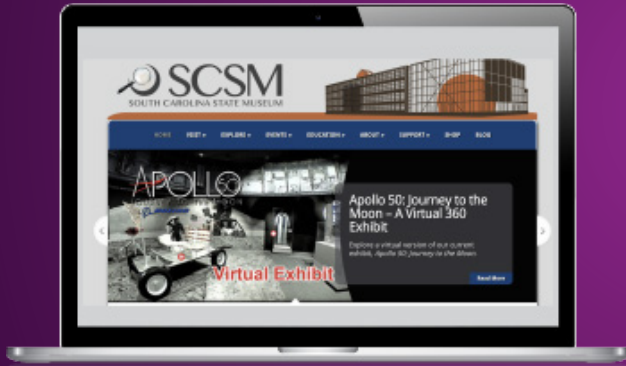 SCSM
SOUTH CAROLINA STATE MUSEUM
HOME VISIT EXPLORE EVENTS EDUCATION ABOUT SUPPORT SHOP BLOG
APOLLO50
Apollo 50: Journey to the
Moon – A Virtual 360
Exhibit
Explore a virtual version of our current
exhibit, Apollo 50: Journey to the Moon.
Virtual Exhibit
Read More